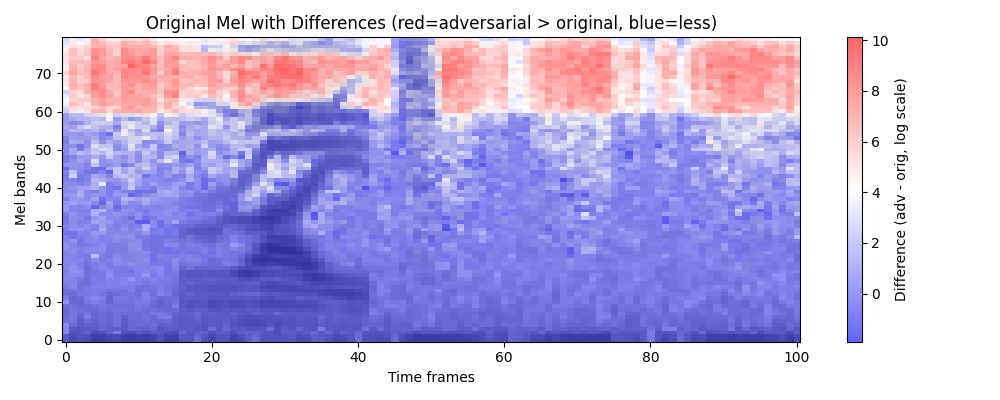 Original Mel with Differences (red=adversarial > original, blue=less)
Mel bands
70
60
50
40
30
20
10
0
0 20 40 60 80 100
Time frames
10
8
6
4
2
0
Difference (adv - orig, log scale)